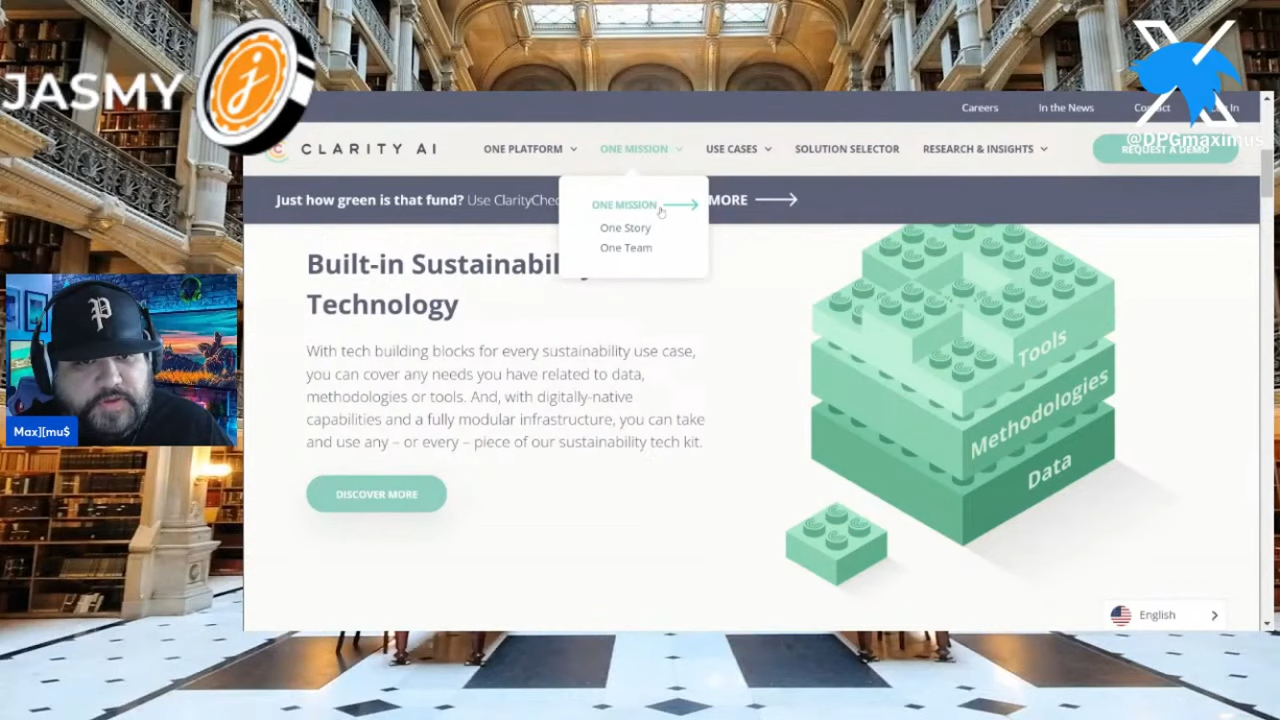 JASMY
@DPGmaximus
Careers
In the News
CLARITY AI
ONE PLATFORM
ONE MISSION
USE CASES
SOLUTION SELECTOR
RESEARCH & INSIGHTS
REQUEST A DEMO
Just how green is that fund? Use
MORE
ONE MISSION
One Story
One Team
Built-in
Technology
With tech building blocks for every sustainability use case,
you can cover any needs you have related to data,
methodologies or tools. And, with digitally-native
capabilities and a fully modular infrastructure, you can take
and use any – or every – piece of our sustainability tech kit.
DISCOVER MORE
Tools
Methodologies
Data
Max][mu$
English